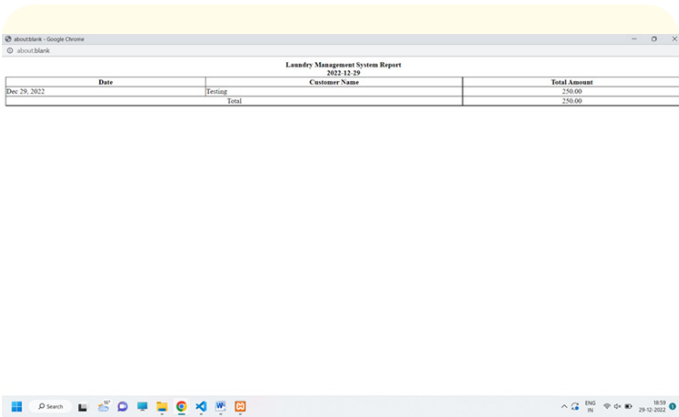 about:blank - Google Chrome
about:blank
Laundry Management System Report
2022-12-29
Date Customer Name Total Amount
Dec 29, 2022 Testing 250.00
Total 250.00
Search ENG 18:59
IN 29-12-2022